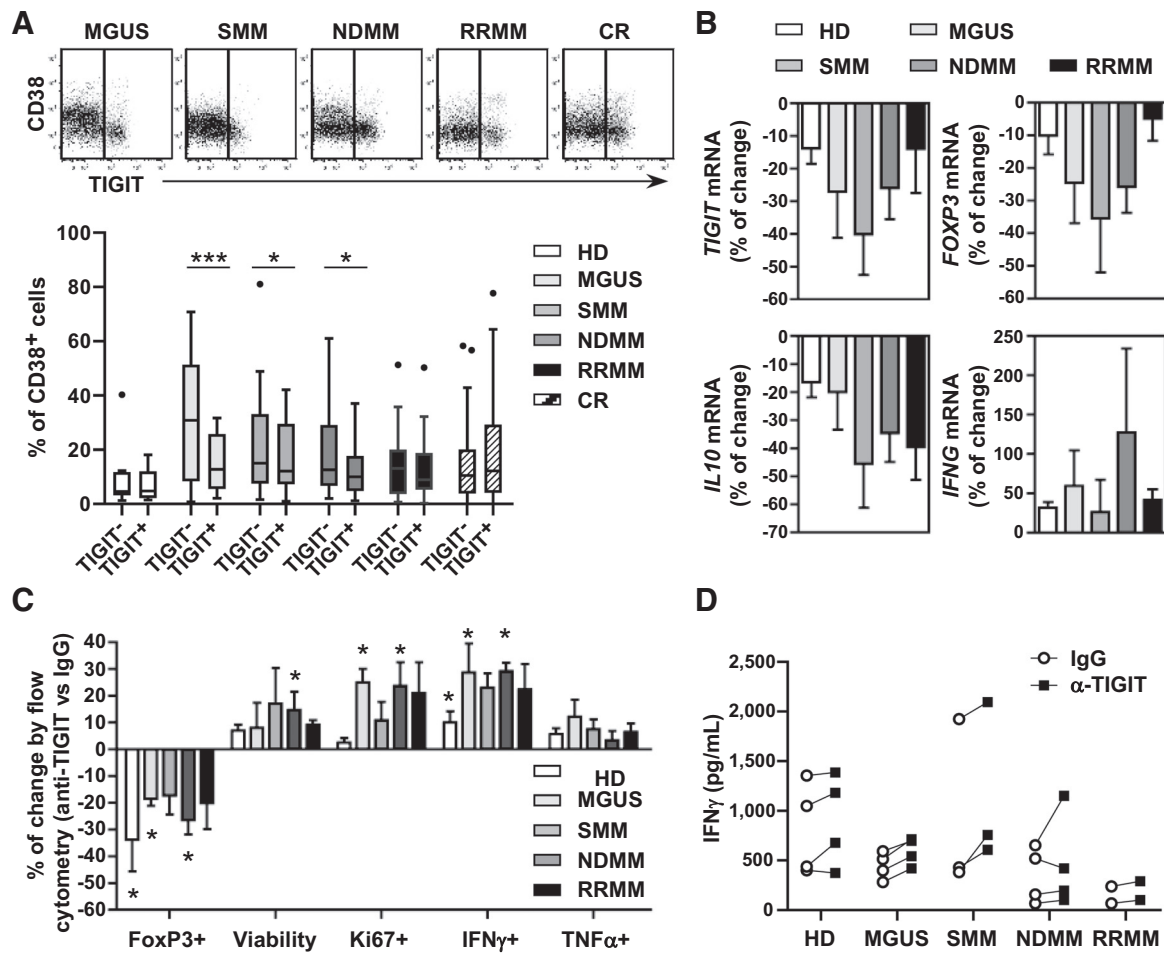 A
MGUS SMM NDMM RRMM CR
CD38
TIGIT
100
80
60
40
20
0
% of CD38+ cells
*** * *
HD
MGUS
SMM
NDMM
RRMM
CR
TIGIT- TIGIT+ TIGIT- TIGIT+ TIGIT- TIGIT+ TIGIT- TIGIT+ TIGIT- TIGIT+ TIGIT- TIGIT+
B
HD MGUS
SMM NDMM RRMM
TIGIT mRNA
(% of change)
0
-10
-20
-30
-40
-50
-60
FOXP3 mRNA
(% of change)
0
-10
-20
-30
-40
-50
-60
IL10 mRNA
(% of change)
0
-10
-20
-30
-40
-50
-60
-70
IFNG mRNA
(% of change)
250
200
150
100
50
0
C
% of change by flow
cytometry (anti-TIGIT vs IgG)
40
30
20
10
0
-10
-20
-30
-40
-50
-60
* * * * * * * * *
HD
MGUS
SMM
NDMM
RRMM
FoxP3+ Viability Ki67+ IFNγ+ TNFα+
D
IgG
α-TIGIT
IFNγ (pg/mL)
2,500
2,000
1,500
1,000
500
0
HD MGUS SMM NDMM RRMM